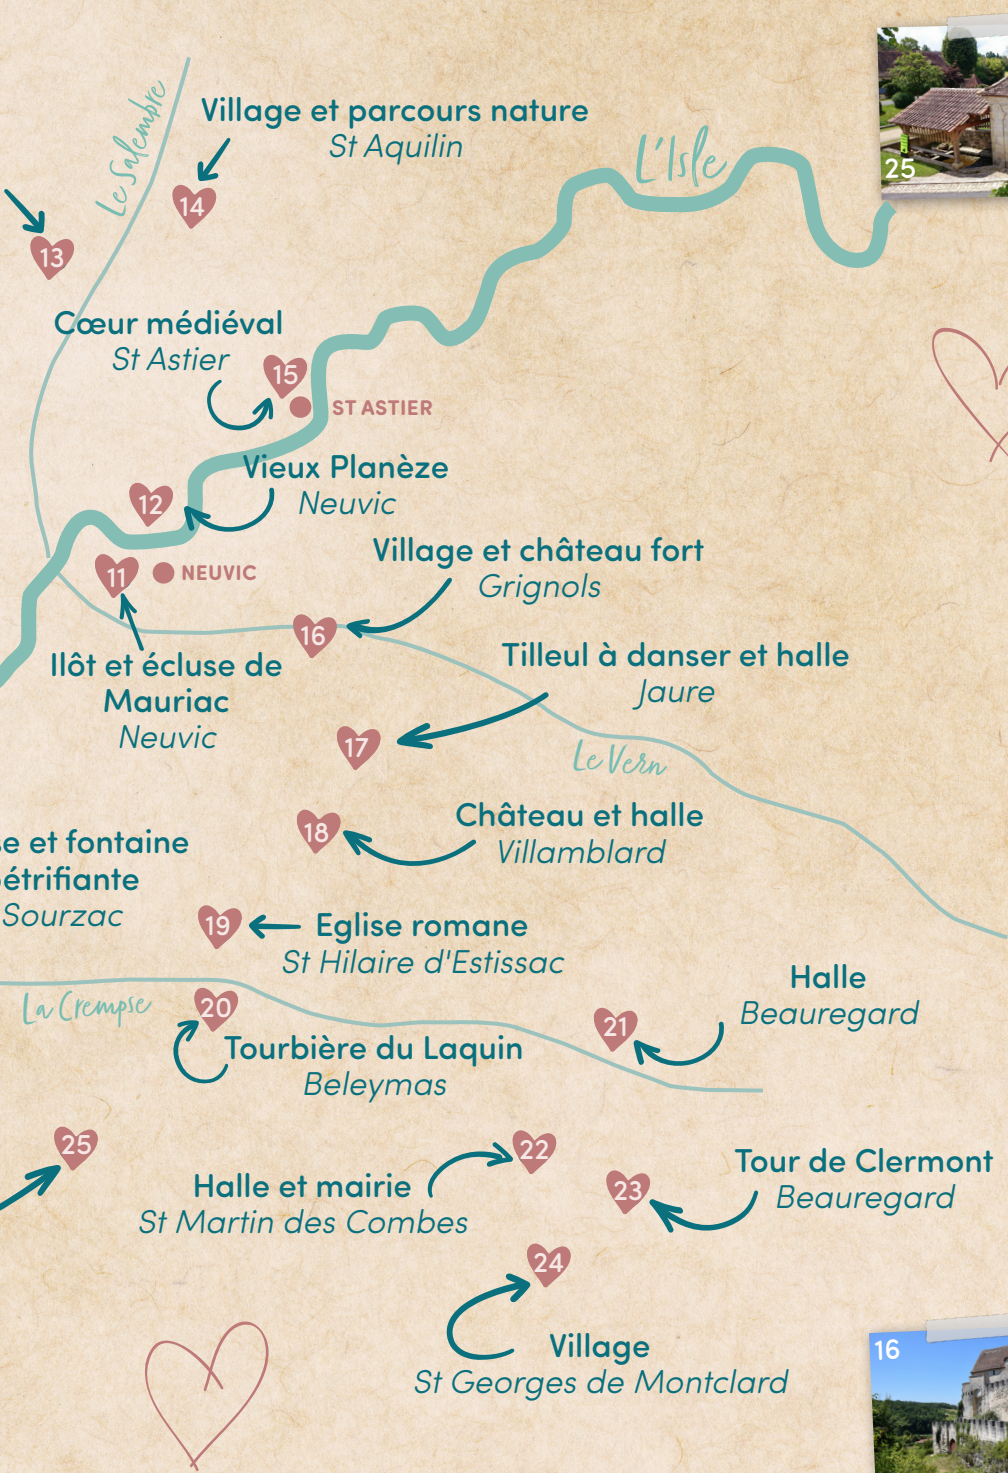 Le Salembre
Village et parcours nature
St Aquilin
L'Isle
25
14
13
Cœur médiéval
St Astier
15
ST ASTIER
Vieux Planèze
Neuvic
12
Village et château fort
Grignols
11
NEUVIC
16
Ilôt et écluse de
Mauriac
Neuvic
Tilleul à danser et halle
Jaure
17
Le Vern
Château et halle
Villamblard
18
et fontaine
Sourzac
19
Eglise romane
St Hilaire d'Estissac
La Crempse
20
Halle
Beauregard
21
Tourbière du Laquin
Beleymas
25
22
Halle et mairie
St Martin des Combes
Tour de Clermont
Beauregard
23
24
Village
St Georges de Montclard
16